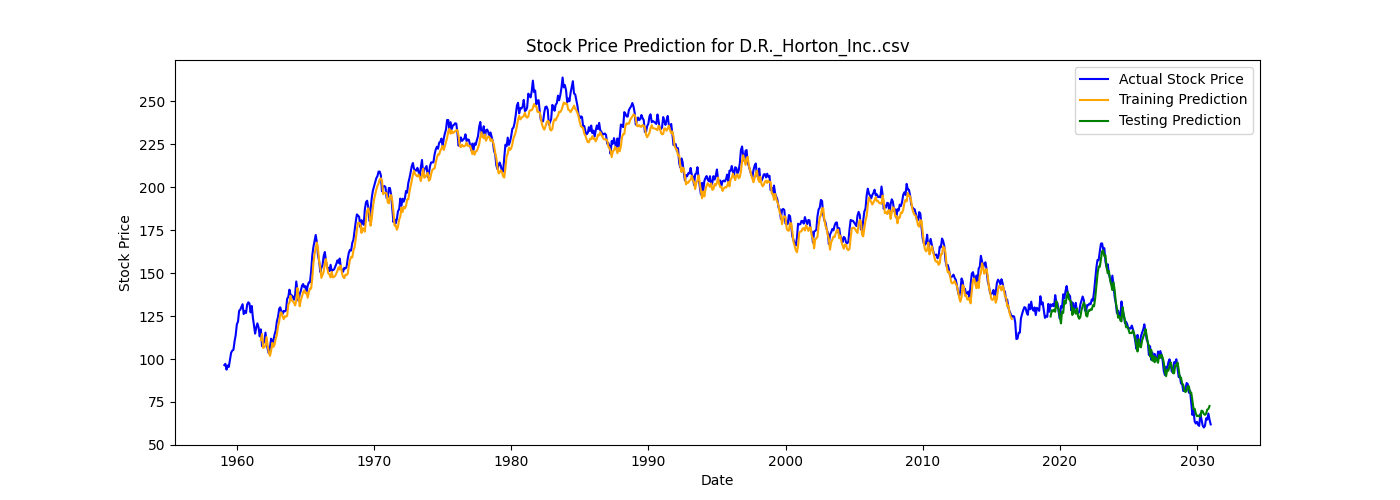 Stock Price Prediction for D.R._Horton_Inc..csv
Actual Stock Price
Training Prediction
Testing Prediction
Stock Price
250
225
200
175
150
125
100
75
50
1960
1970
1980
1990
2000
2010
2020
2030
Date